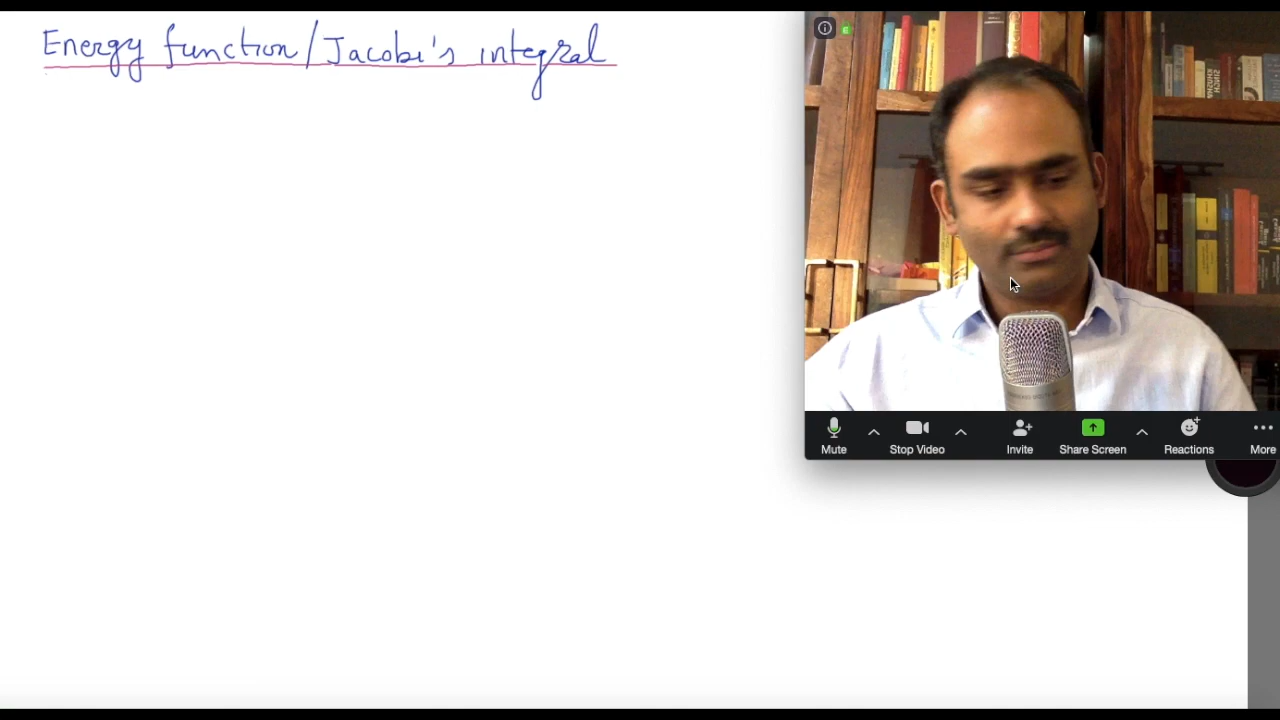 Energy function/Jacobi's integral
Mute
Stop Video
Invite
Share Screen
Reactions
More